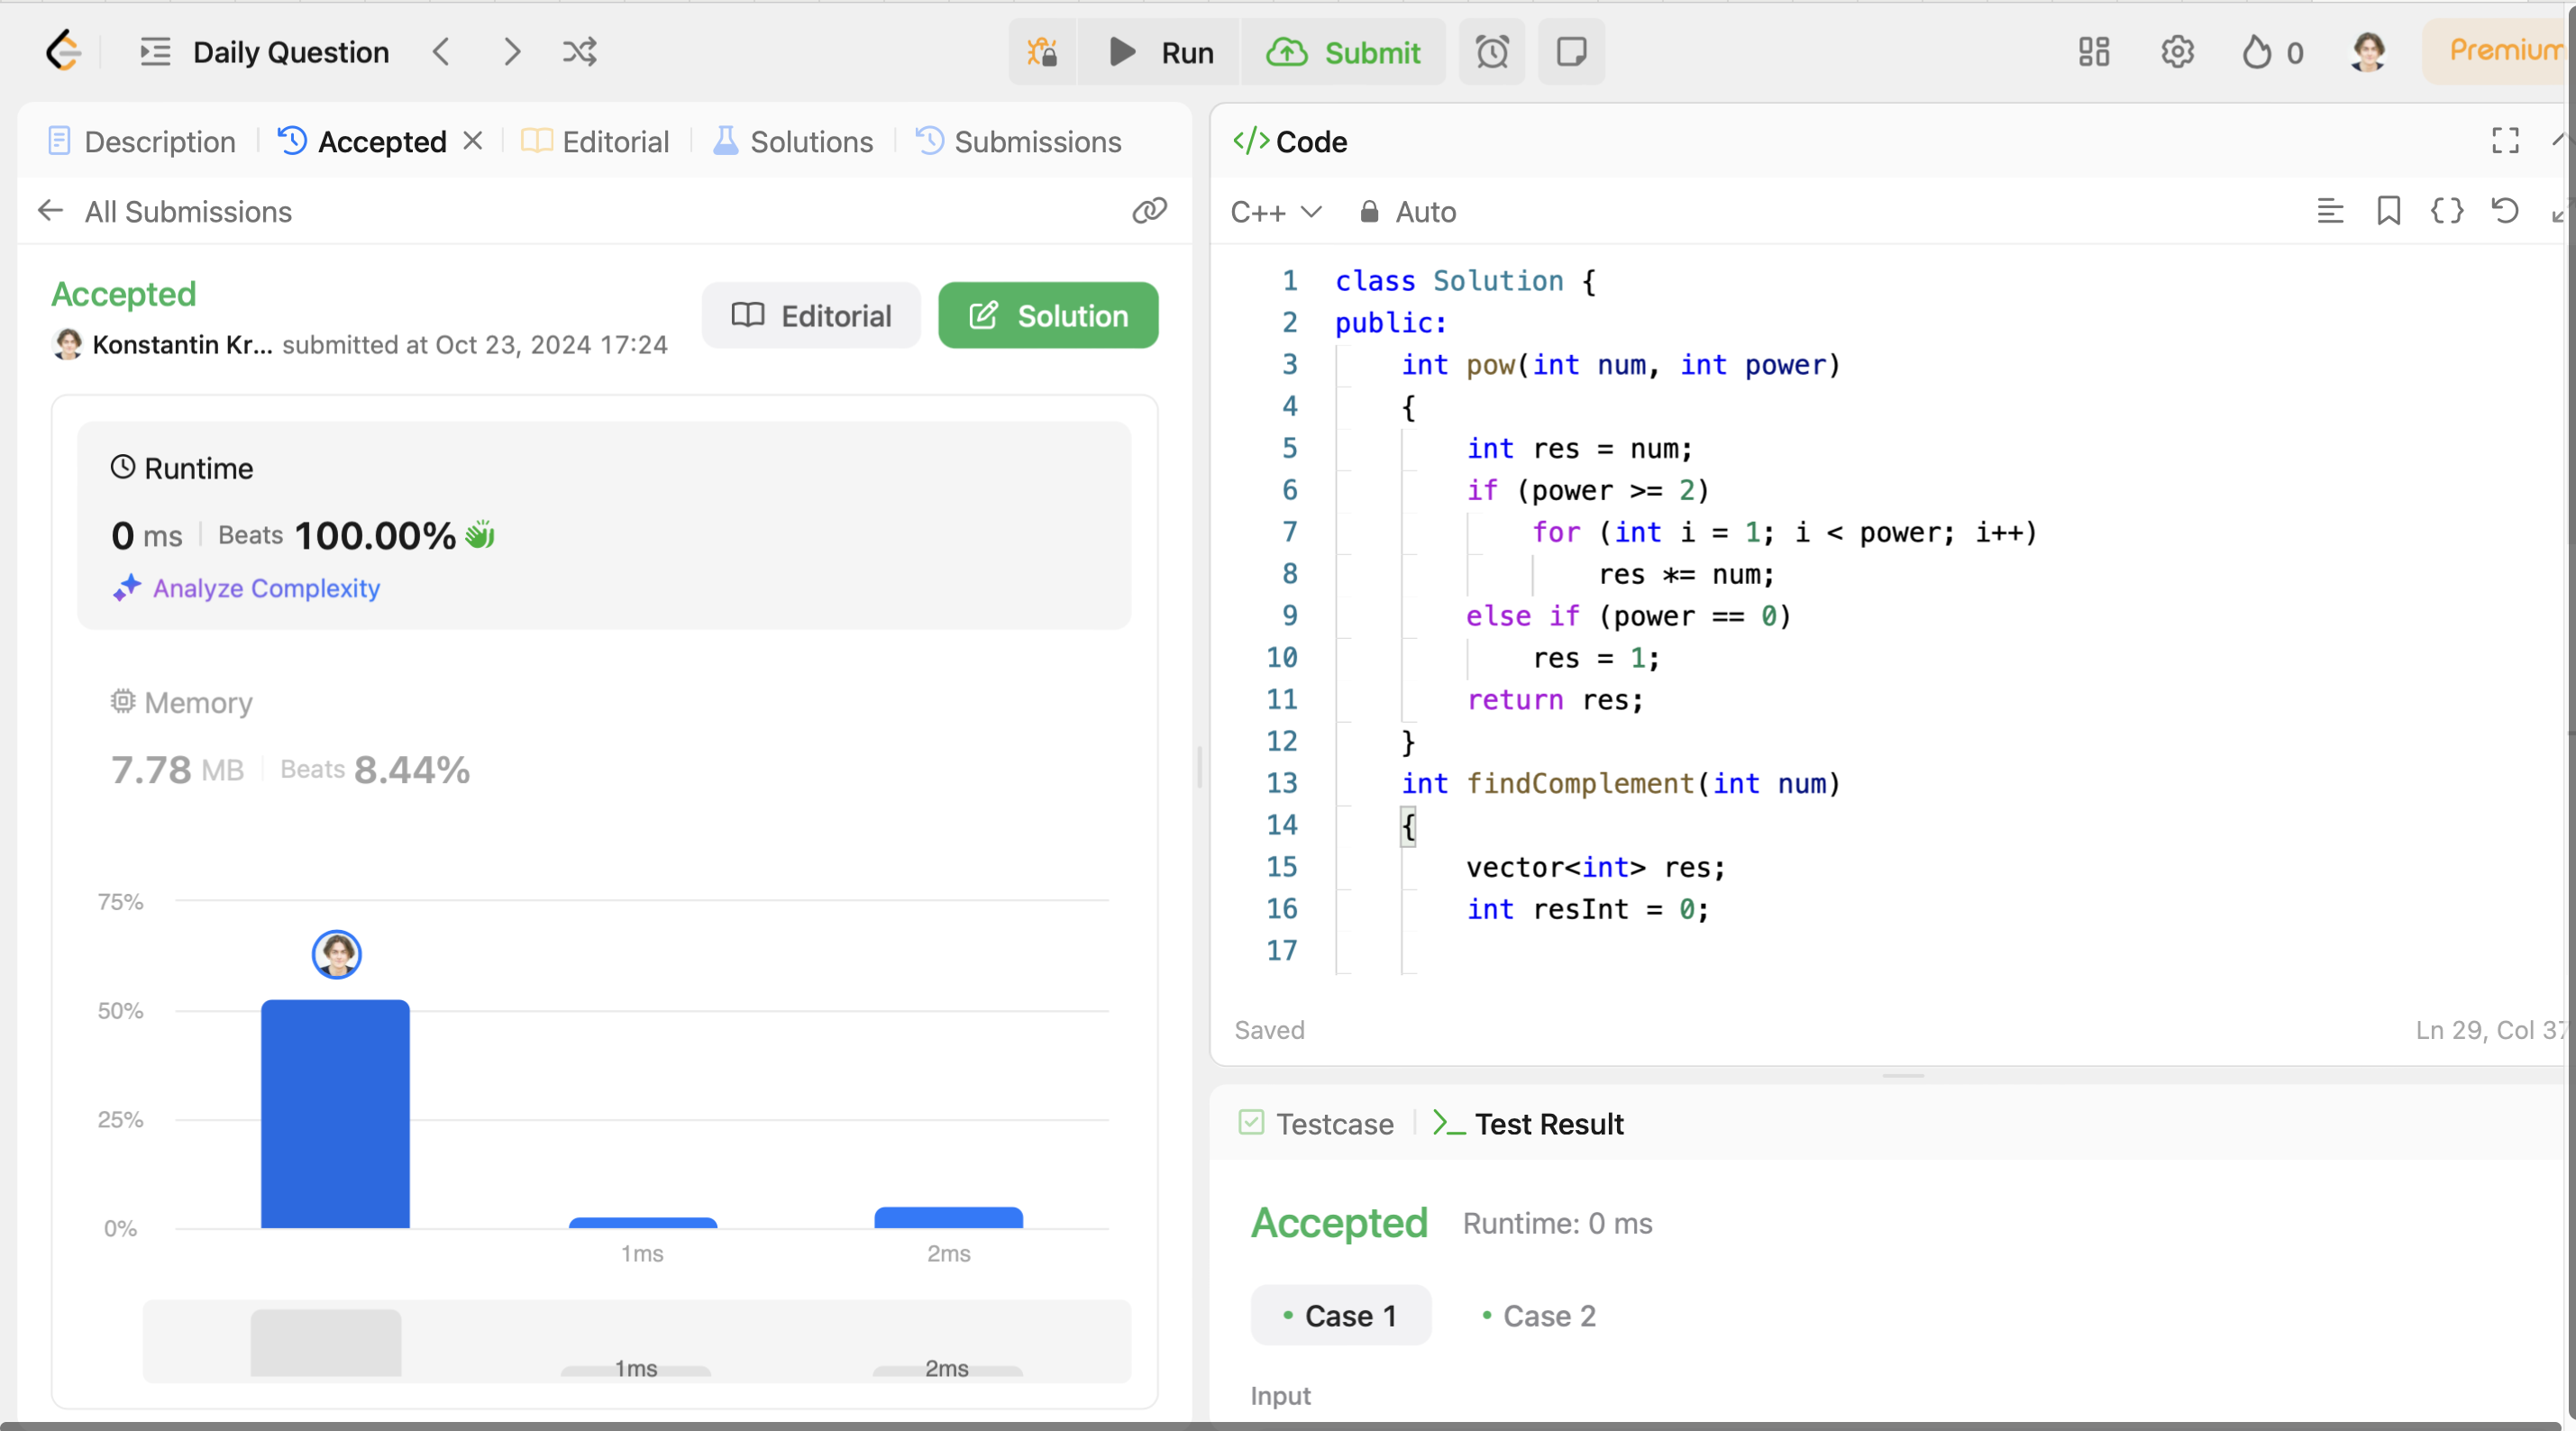 Daily Question
Run
Submit
0
Premium
Description
Accepted
Editorial
Solutions
Submissions
All Submissions
Accepted
Editorial
Solution
Konstantin Kr... submitted at Oct 23, 2024 17:24
Runtime
0 ms
Beats 100.00%
Analyze Complexity
Memory
7.78 MB
Beats 8.44%
75%
50%
25%
0%
1ms
2ms
1ms
2ms
</> Code
C++
Auto
1 class Solution {
2 public:
3 int pow(int num, int power)
4 {
5 int res = num;
6 if (power >= 2)
7 for (int i = 1; i < power; i++)
8 res *= num;
9 else if (power == 0)
10 res = 1;
11 return res;
12 }
13 int findComplement(int num)
14 {
15 vector<int> res;
16 int resInt = 0;
17
Saved
Ln 29, Col 37
Testcase
Test Result
Accepted
Runtime: 0 ms
Case 1
Case 2
Input